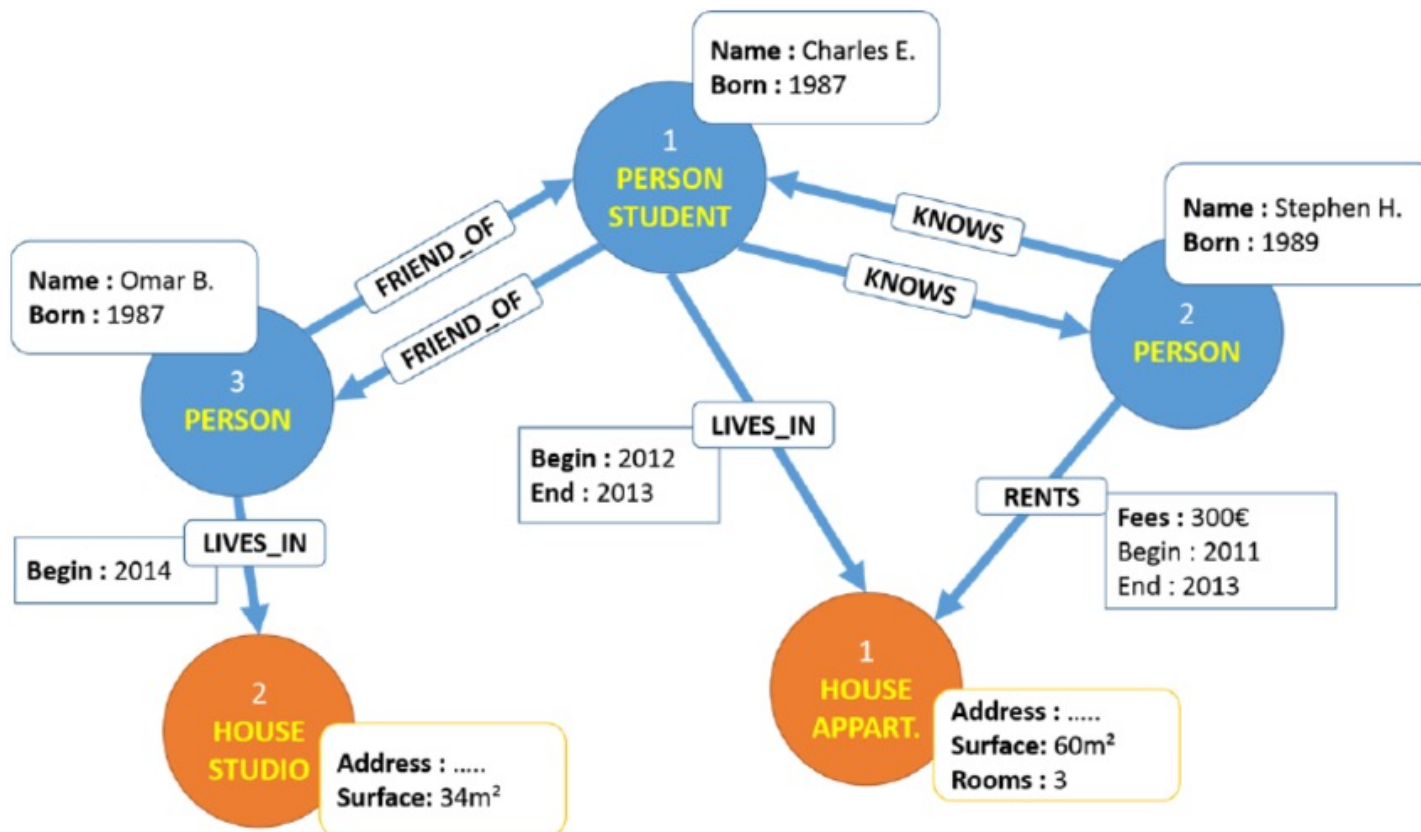 Name : Charles E.
Born : 1987
1
PERSON
STUDENT
KNOWS
KNOWS
Name : Stephen H.
Born : 1989
2
PERSON
FRIEND_OF
FRIEND_OF
Name : Omar B.
Born : 1987
3
PERSON
LIVES_IN
Begin : 2012
End : 2013
RENTS
Fees : 300€
Begin : 2011
End : 2013
LIVES_IN
Begin : 2014
2
HOUSE
STUDIO
Address : .....
Surface: 34m²
1
HOUSE
APPART.
Address : .....
Surface: 60m²
Rooms : 3